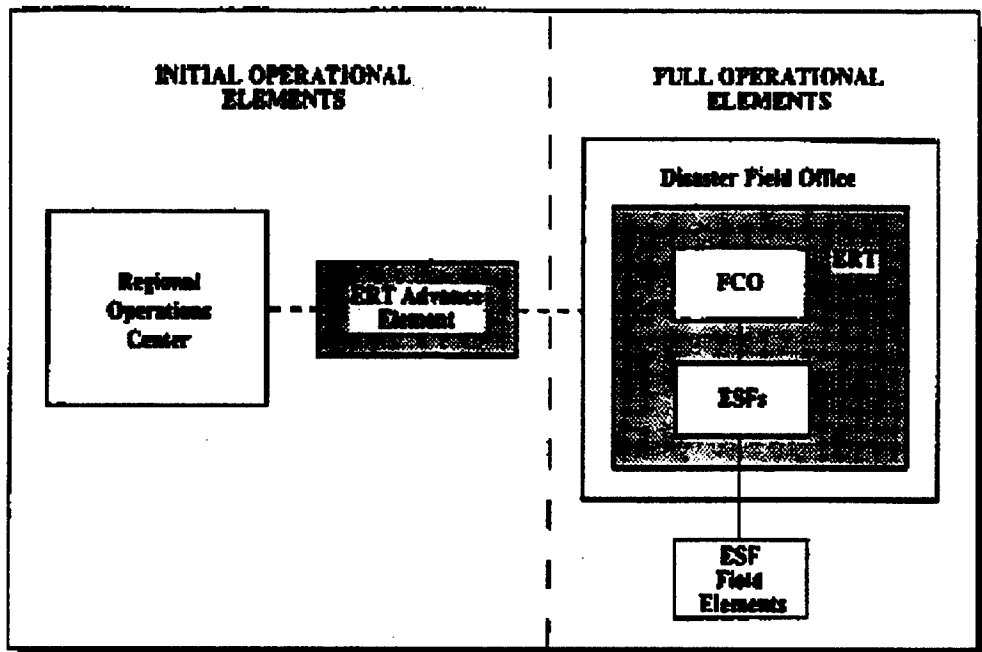 INITIAL OPERATIONAL
ELEMENTS
FULL OPERATIONAL
ELEMENTS
Disaster Field Office
Regional
Operations
Center
ERT Advance
Element
ERT
FCO
ESFs
ESF
Field
Elements